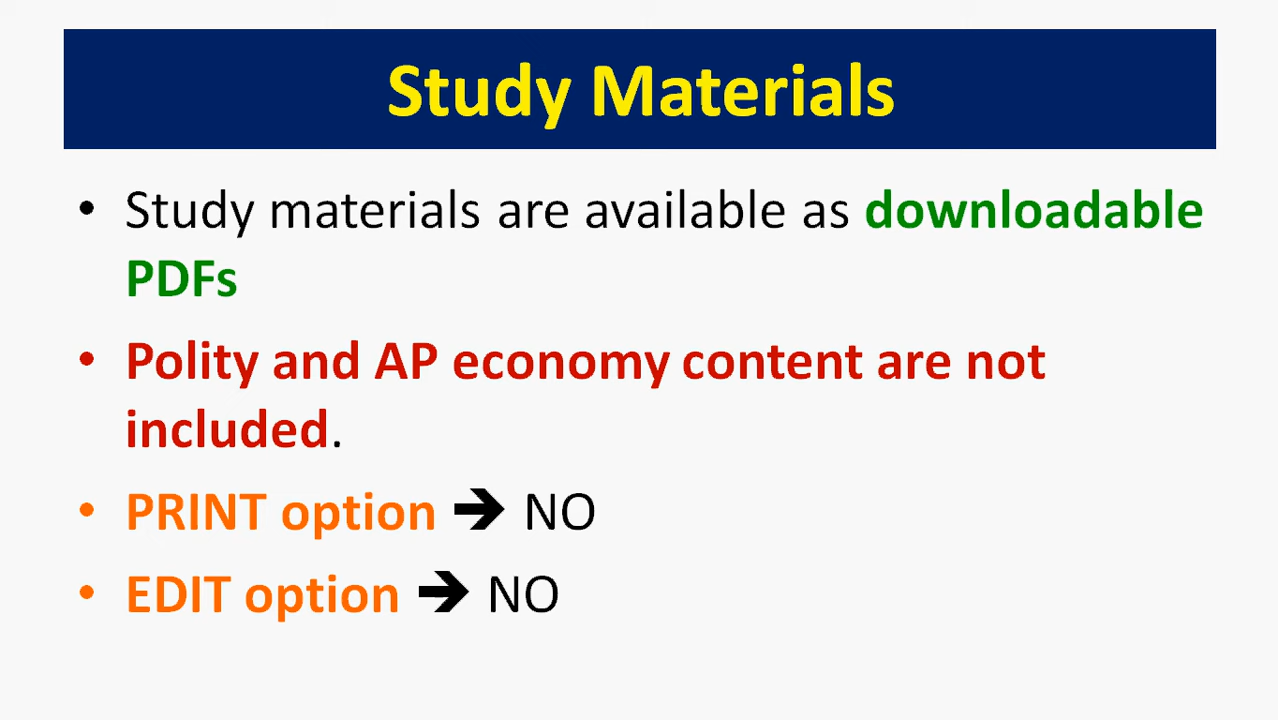 Study Materials
• Study materials are available as downloadable
PDFs
• Polity and AP economy content are not
included.
• PRINT option ➔ NO
• EDIT option ➔ NO